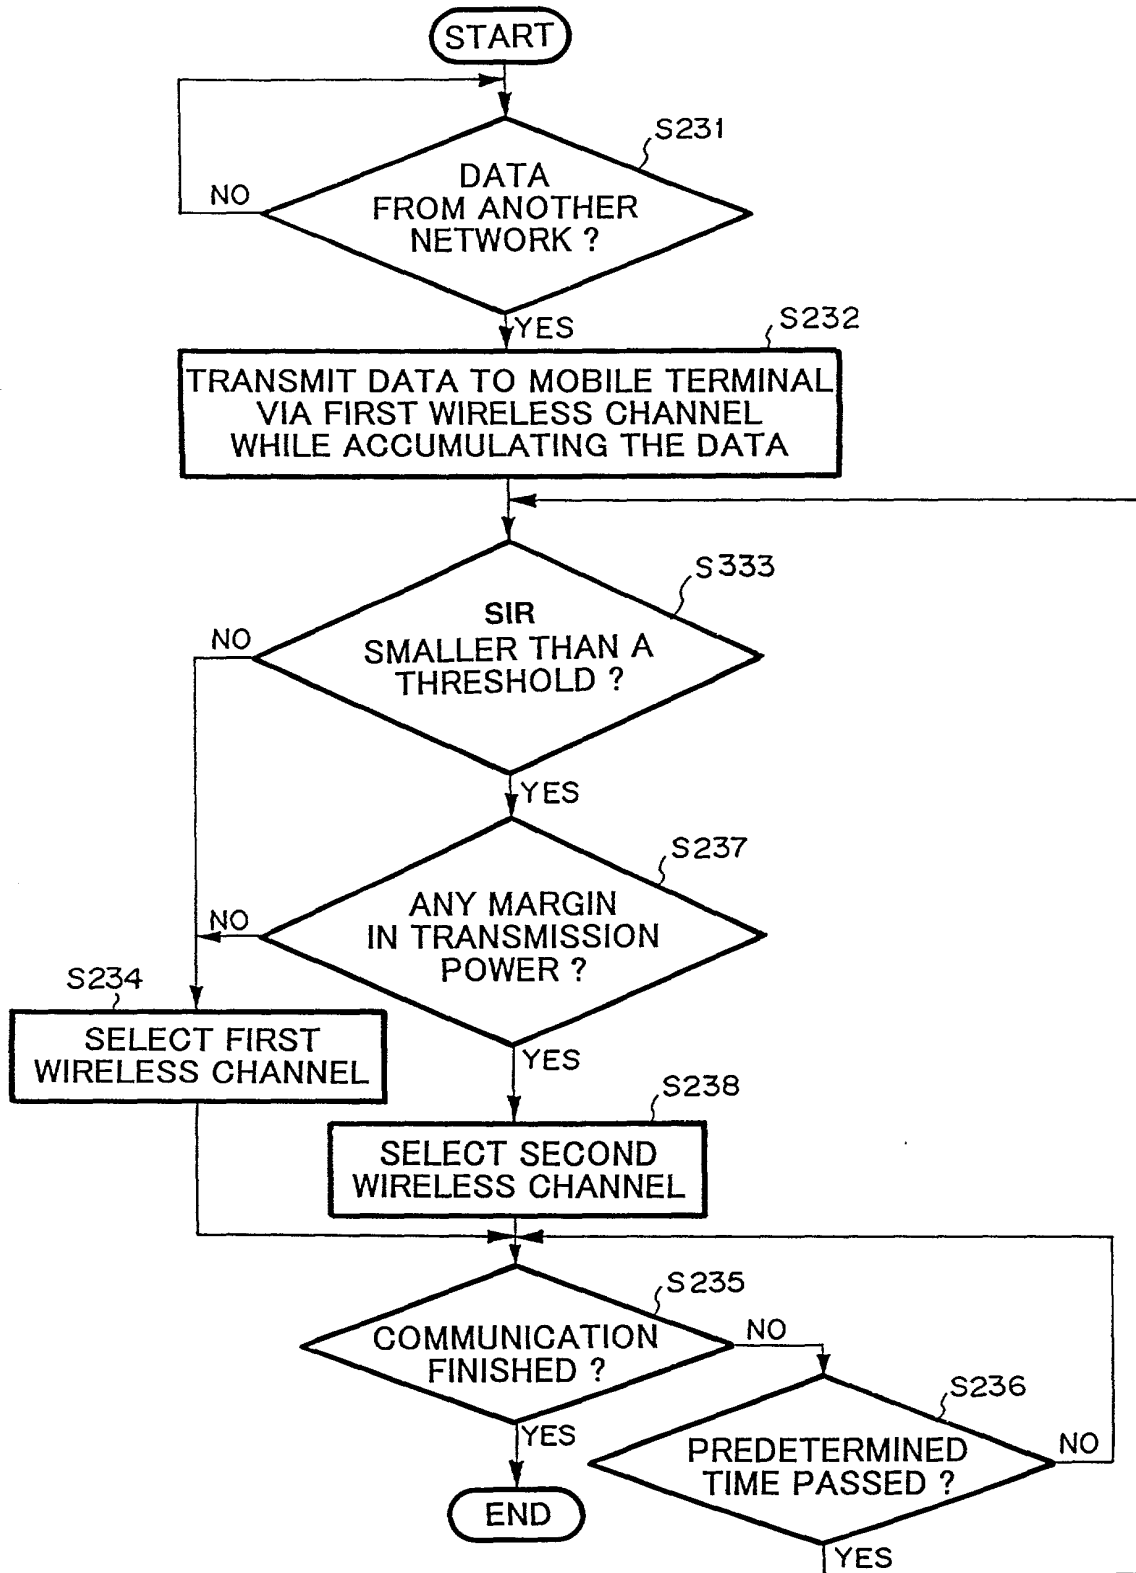 START
S231
DATA
FROM ANOTHER
NETWORK ?
NO
YES
S232
TRANSMIT DATA TO MOBILE TERMINAL
VIA FIRST WIRELESS CHANNEL
WHILE ACCUMULATING THE DATA
S333
SIR
SMALLER THAN A
THRESHOLD ?
NO
YES
S237
ANY MARGIN
IN TRANSMISSION
POWER ?
NO
YES
S234
SELECT FIRST
WIRELESS CHANNEL
S238
SELECT SECOND
WIRELESS CHANNEL
S235
COMMUNICATION
FINISHED ?
NO
YES
S236
PREDETERMINED
TIME PASSED ?
NO
YES
END